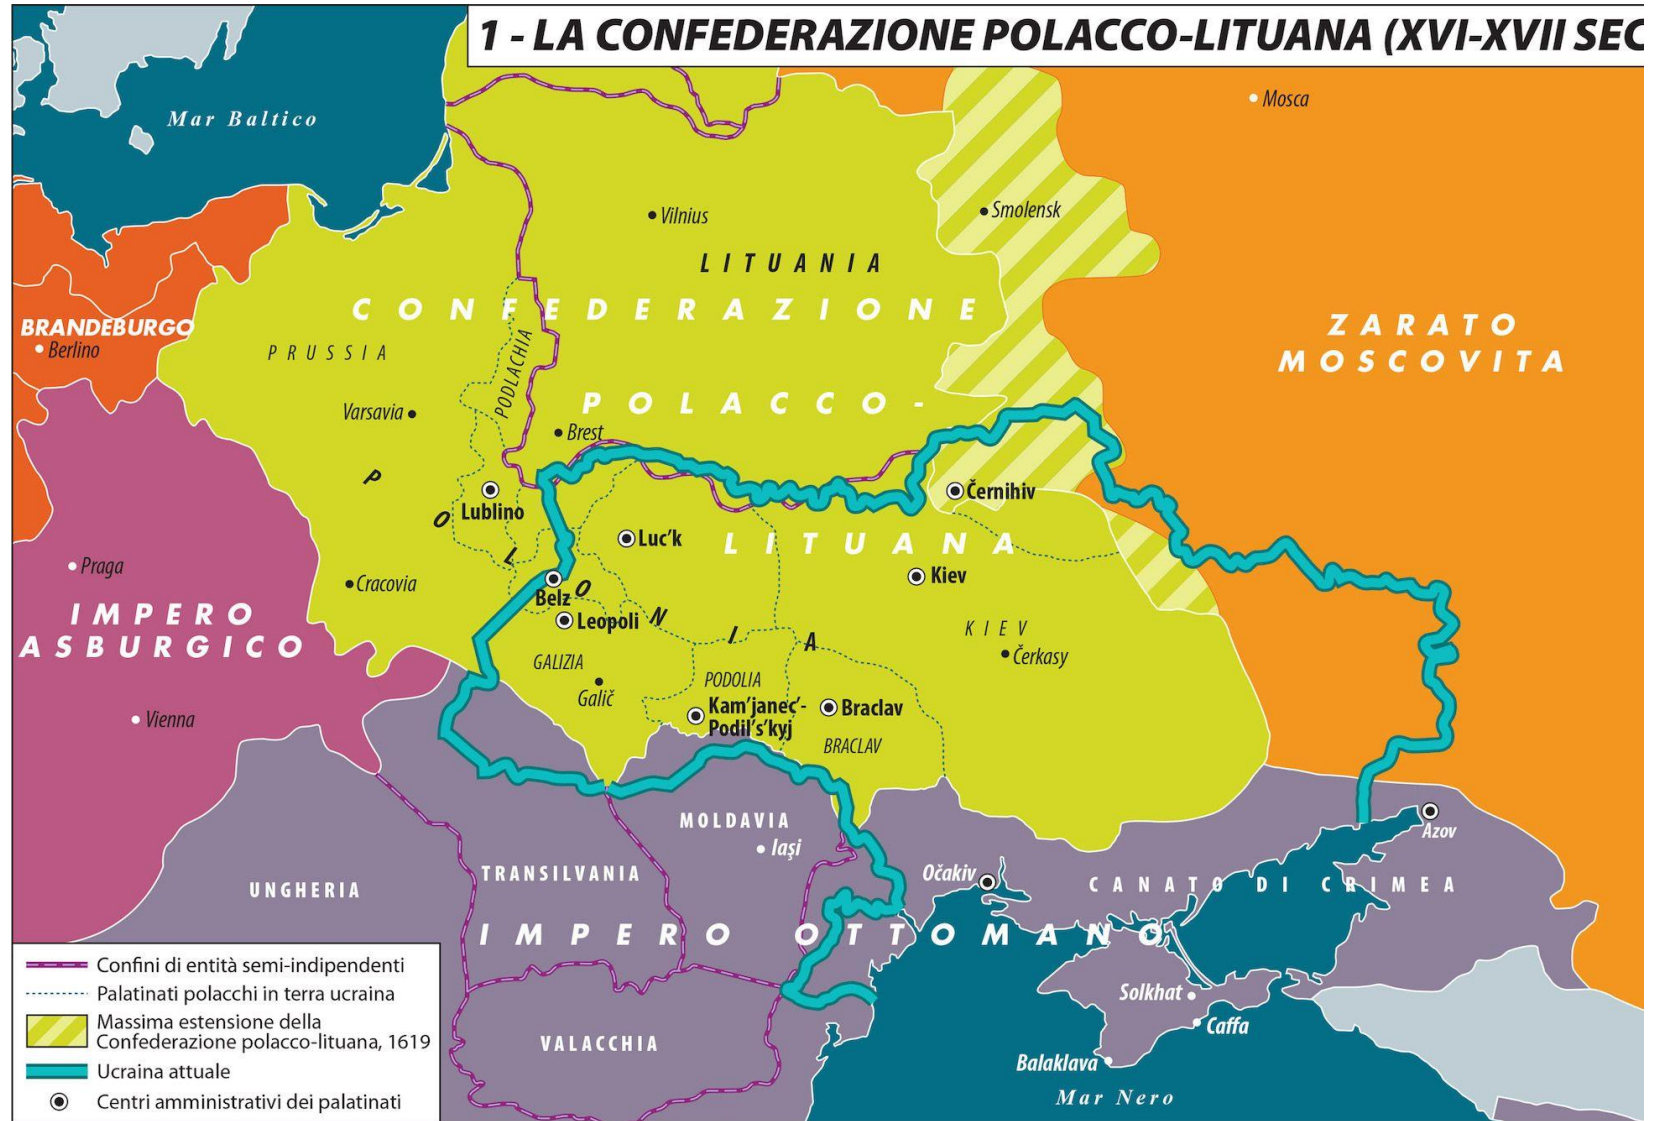 1 - LA CONFEDERAZIONE POLACCO-LITUANA (XVI-XVII SEC
Mar Baltico
Mosca
Smolensk
Vilnius
LITUANIA
CONFEDERAZIONE
BRANDEBURGO
Berlino
PRUSSIA
PODLACHIA
ZARATO
MOSCOVITA
Varsavia
POLACCO-
Brest
POLONIA
Lublino
Černihiv
Luc'k
LITUANA
Praga
Cracovia
Belz
Kiev
IMPERO
ASBURGICO
Leopoli
KIEV
Čerkasy
GALIZIA
Galič
PODOLIA
Kam'janec'-
Podil's'kyj
Braclav
BRACLAV
Vienna
MOLDAVIA
Iaşi
Azov
TRANSILVANIA
UNGHERIA
Očakiv
CANATO DI CRIMEA
IMPERO OTTOMANO
Solkhat
Caffa
VALACCHIA
Balaklava
Mar Nero
Confini di entità semi-indipendenti
Palatinati polacchi in terra ucraina
Massima estensione della
Confederazione polacco-lituana, 1619
Ucraina attuale
Centri amministrativi dei palatinati